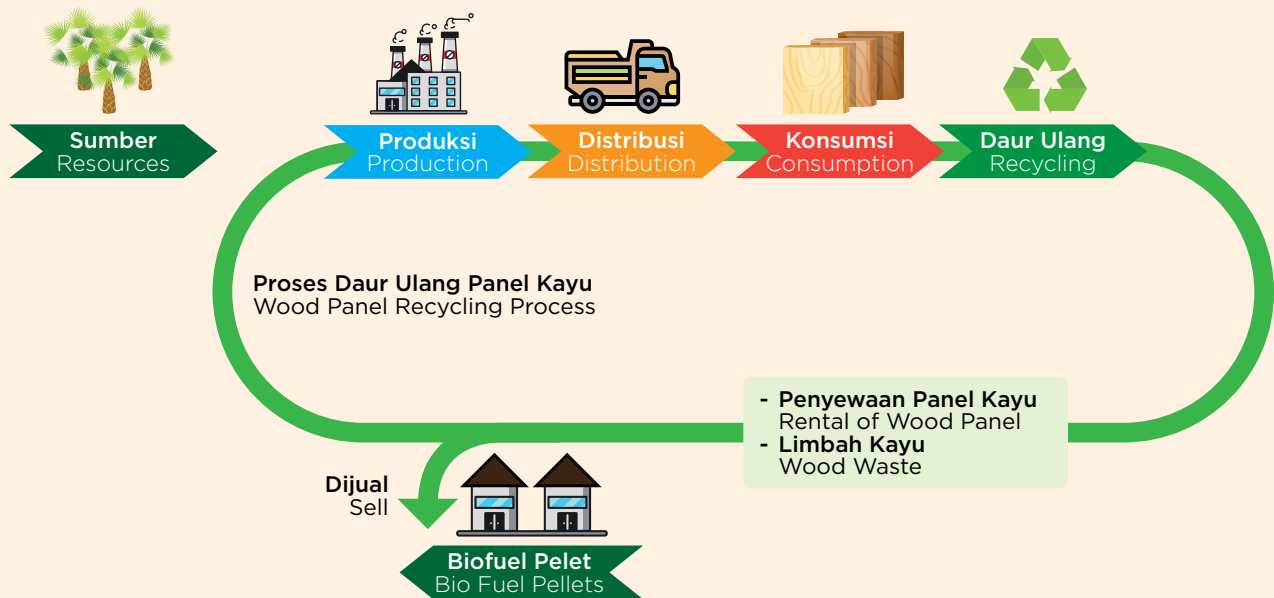 Sumber
Resources
Produksi
Production
Distribusi
Distribution
Konsumsi
Consumption
Daur Ulang
Recycling
Proses Daur Ulang Panel Kayu
Wood Panel Recycling Process
- Penyewaan Panel Kayu
Rental of Wood Panel
- Limbah Kayu
Wood Waste
Dijual
Sell
Biofuel Pelet
Bio Fuel Pellets